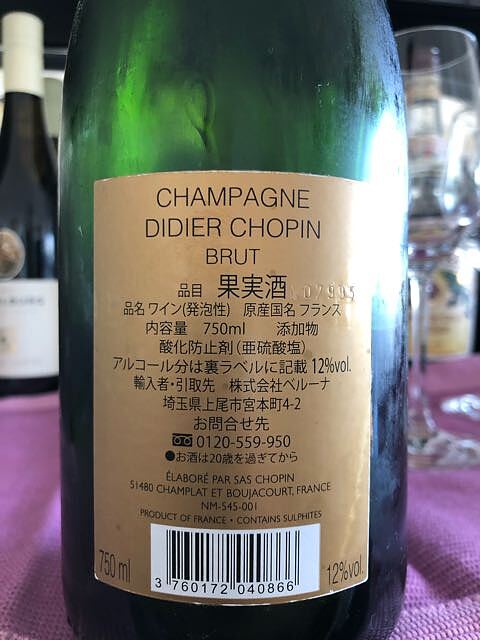 CHAMPAGNE
DIDIER CHOPIN
BRUT
品目 果実酒
品名 ワイン(発泡性) 原産国名 フランス
内容量 750ml 添加物
酸化防止剤(亜硫酸塩)
アルコール分は裏ラベルに記載 12%vol.
輸入者・引取先 株式会社ベルーナ
埼玉県上尾市宮本町4-2
お問合せ先
0120-559-950
●お酒は20歳を過ぎてから
ÉLABORÉ PAR SAS CHOPIN
51480 CHAMPLAT ET BOUJACOURT, FRANCE
NM-545-001
PRODUCT OF FRANCE • CONTAINS SULPHITES
750 ml
3 760172 040866
12%vol.